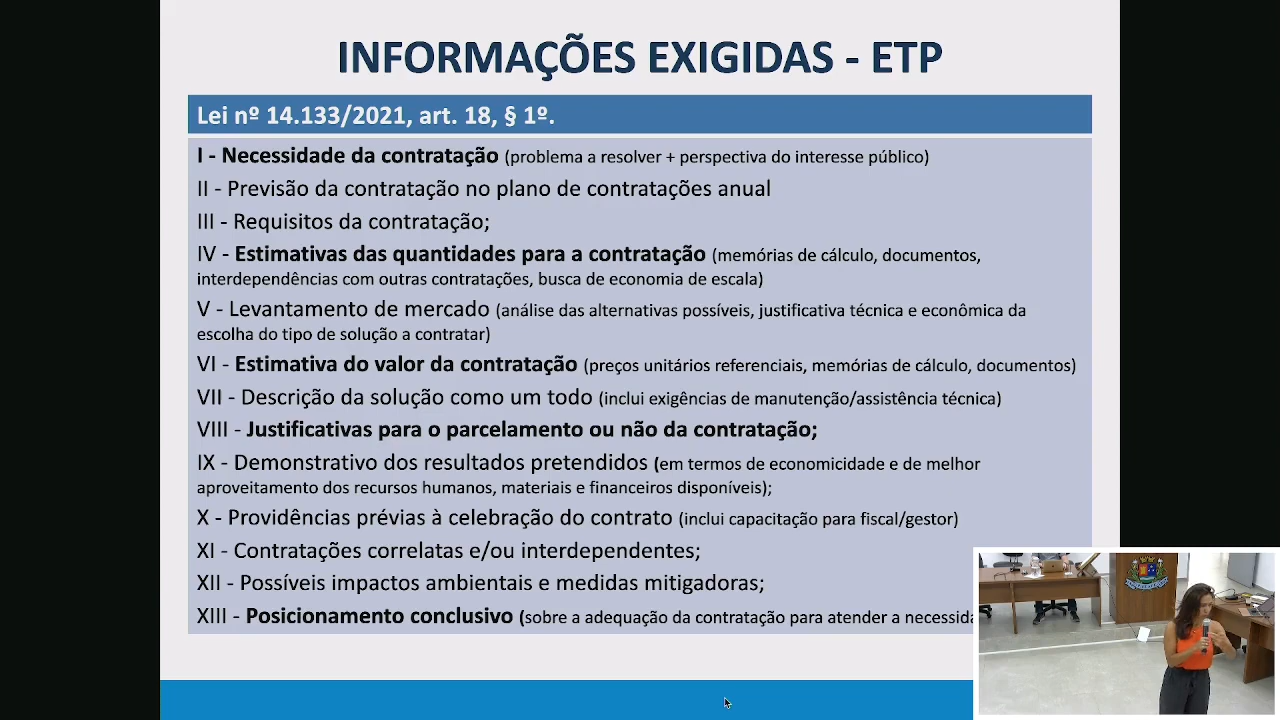 INFORMAÇÕES EXIGIDAS - ETP
Lei nº 14.133/2021, art. 18, § 1º.
I - Necessidade da contratação (problema a resolver + perspectiva do interesse público)
II - Previsão da contratação no plano de contratações anual
III - Requisitos da contratação;
IV - Estimativas das quantidades para a contratação (memórias de cálculo, documentos,
interdependências com outras contratações, busca de economia de escala)
V - Levantamento de mercado (análise das alternativas possíveis, justificativa técnica e econômica da
escolha do tipo de solução a contratar)
VI - Estimativa do valor da contratação (preços unitários referenciais, memórias de cálculo, documentos)
VII - Descrição da solução como um todo (inclui exigências de manutenção/assistência técnica)
VIII - Justificativas para o parcelamento ou não da contratação;
IX - Demonstrativo dos resultados pretendidos (em termos de economicidade e de melhor
aproveitamento dos recursos humanos, materiais e financeiros disponíveis);
X - Providências prévias à celebração do contrato (inclui capacitação para fiscal/gestor)
XI - Contratações correlatas e/ou interdependentes;
XII - Possíveis impactos ambientais e medidas mitigadoras;
XIII - Posicionamento conclusivo (sobre a adequação da contratação para atender a